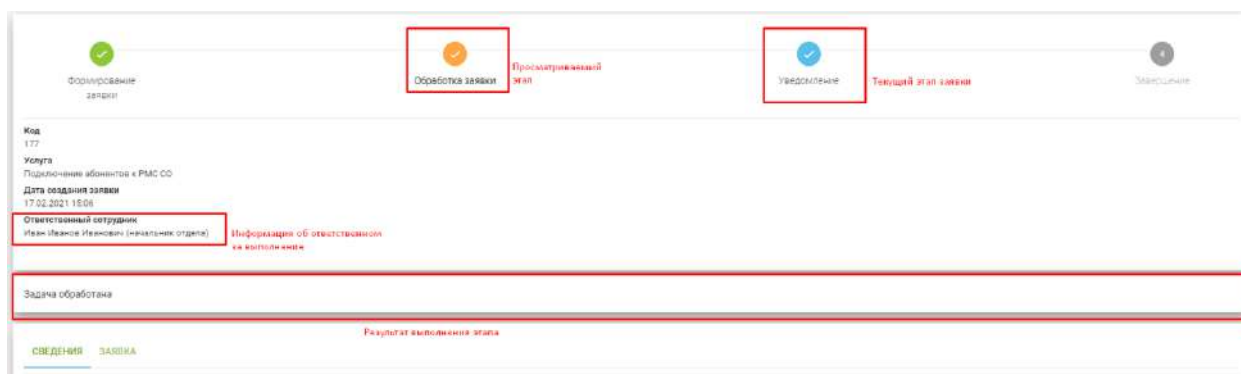 4
Формирование
заявки
Обработка заявки
Просматриваемый
этап
Уведомление
Текущий этап заявки
Завершение
Код
177
Услуга
Подключение абонентов к РМС СО
Дата создания заявки
17.02.2021 18:06
Ответственный сотрудник
Иван Иванов Иванович (начальник отдела)
Информация об ответственном
за выполнение
Задача обработана
Результат выполнения этапа
СВЕДЕНИЯ ЗАЯВКА